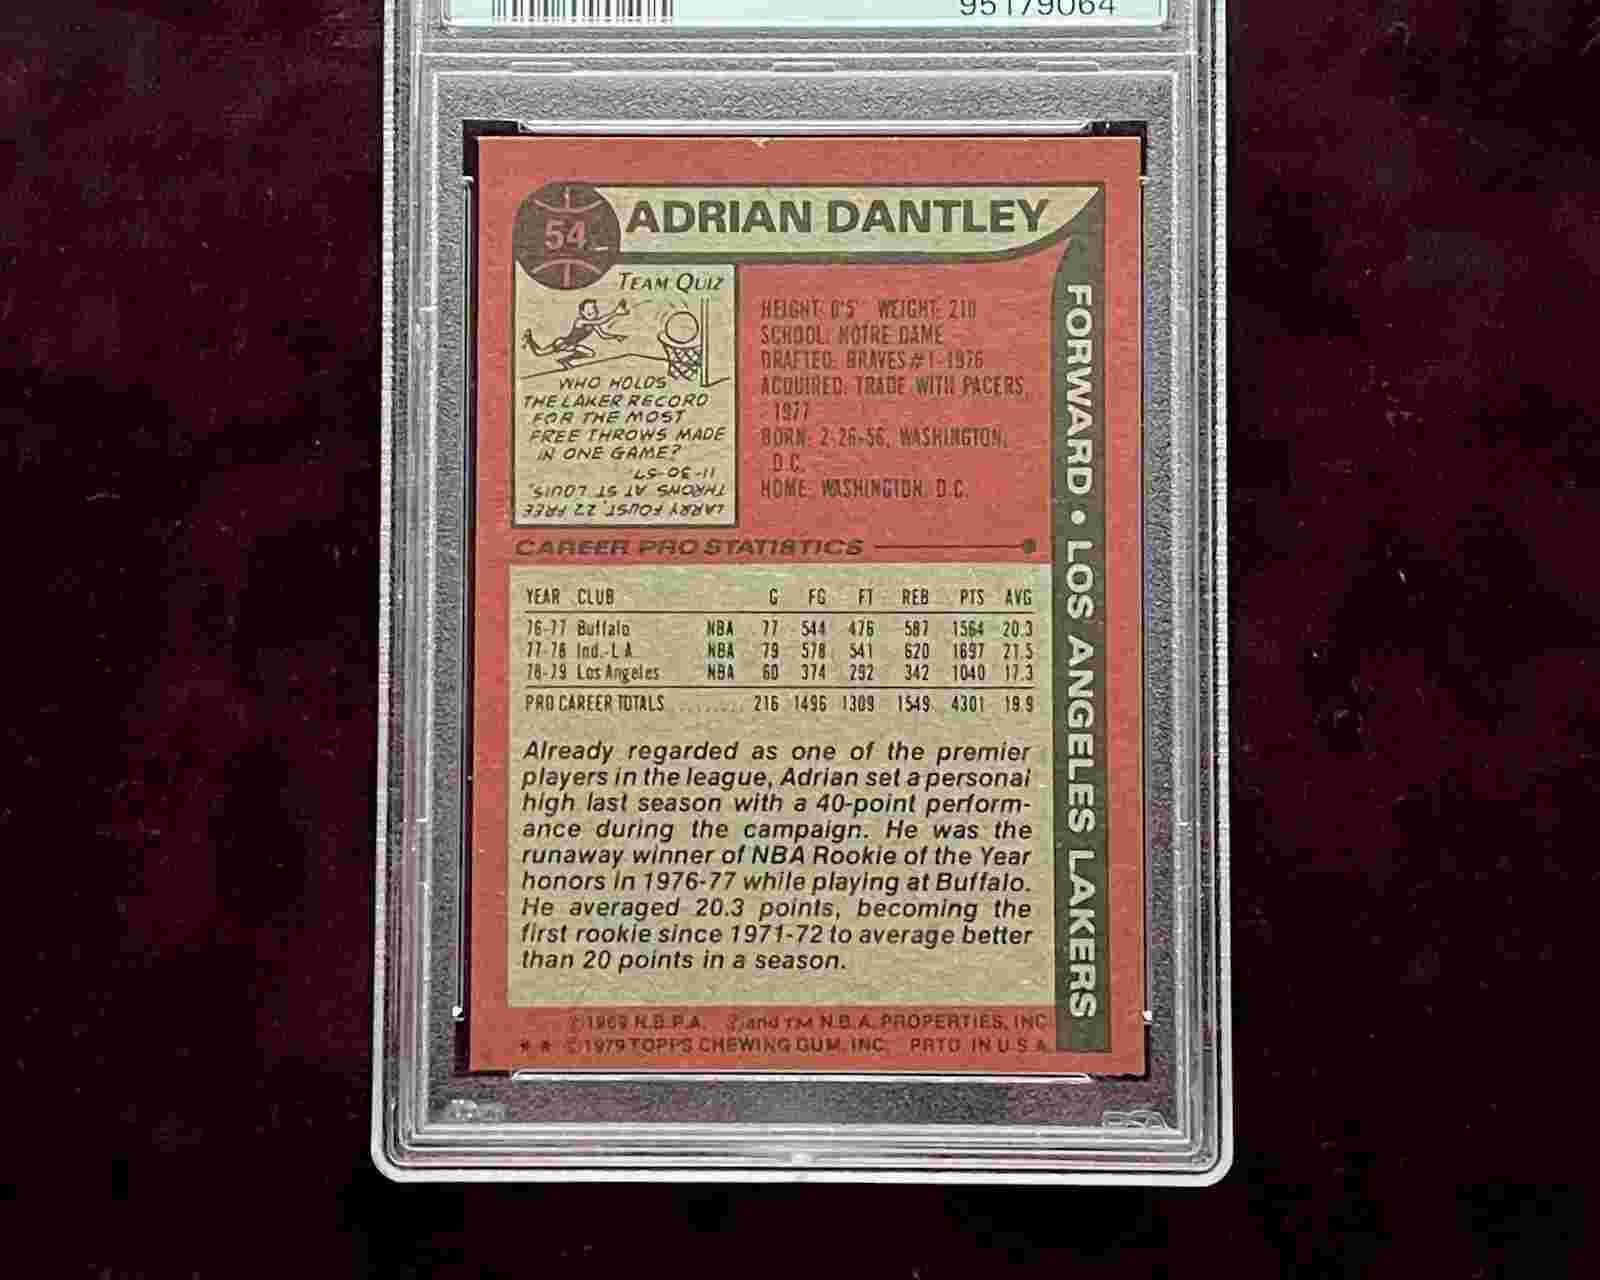 95179064
54
ADRIAN DANTLEY
FORWARD • LOS ANGELES LAKERS
TEAM QUIZ
WHO HOLDS
THE LAKER RECORD
FOR THE MOST
FREE THROWS MADE
IN ONE GAME?
LARRY FOUST, 22 FREE
THROWS AT ST LOUIS,
11-30-57
HEIGHT: 6'5" WEIGHT: 210
SCHOOL: NOTRE DAME
DRAFTED: BRAVES #1-1976
ACQUIRED: TRADE WITH PACERS,
1977
BORN: 2-26-56, WASHINGTON,
D.C.
HOME: WASHINGTON, D.C.
CAREER PRO STATISTICS
YEAR CLUB G FG FT REB PTS AVG
76-77 Buffalo NBA 77 544 476 587 1564 20.3
77-78 Ind.-L.A. NBA 79 578 541 620 1697 21.5
78-79 Los Angeles NBA 60 374 292 342 1040 17.3
PRO CAREER TOTALS ........ 216 1496 1309 1549 4301 19.9
Already regarded as one of the premier
players in the league, Adrian set a personal
high last season with a 40-point perform-
ance during the campaign. He was the
runaway winner of NBA Rookie of the Year
honors in 1976-77 while playing at Buffalo.
He averaged 20.3 points, becoming the
first rookie since 1971-72 to average better
than 20 points in a season.
©1969 N.B.P.A. ® and TM N.B.A. PROPERTIES, INC
* * ©1979 TOPPS CHEWING GUM, INC. PRTD IN U.S.A.